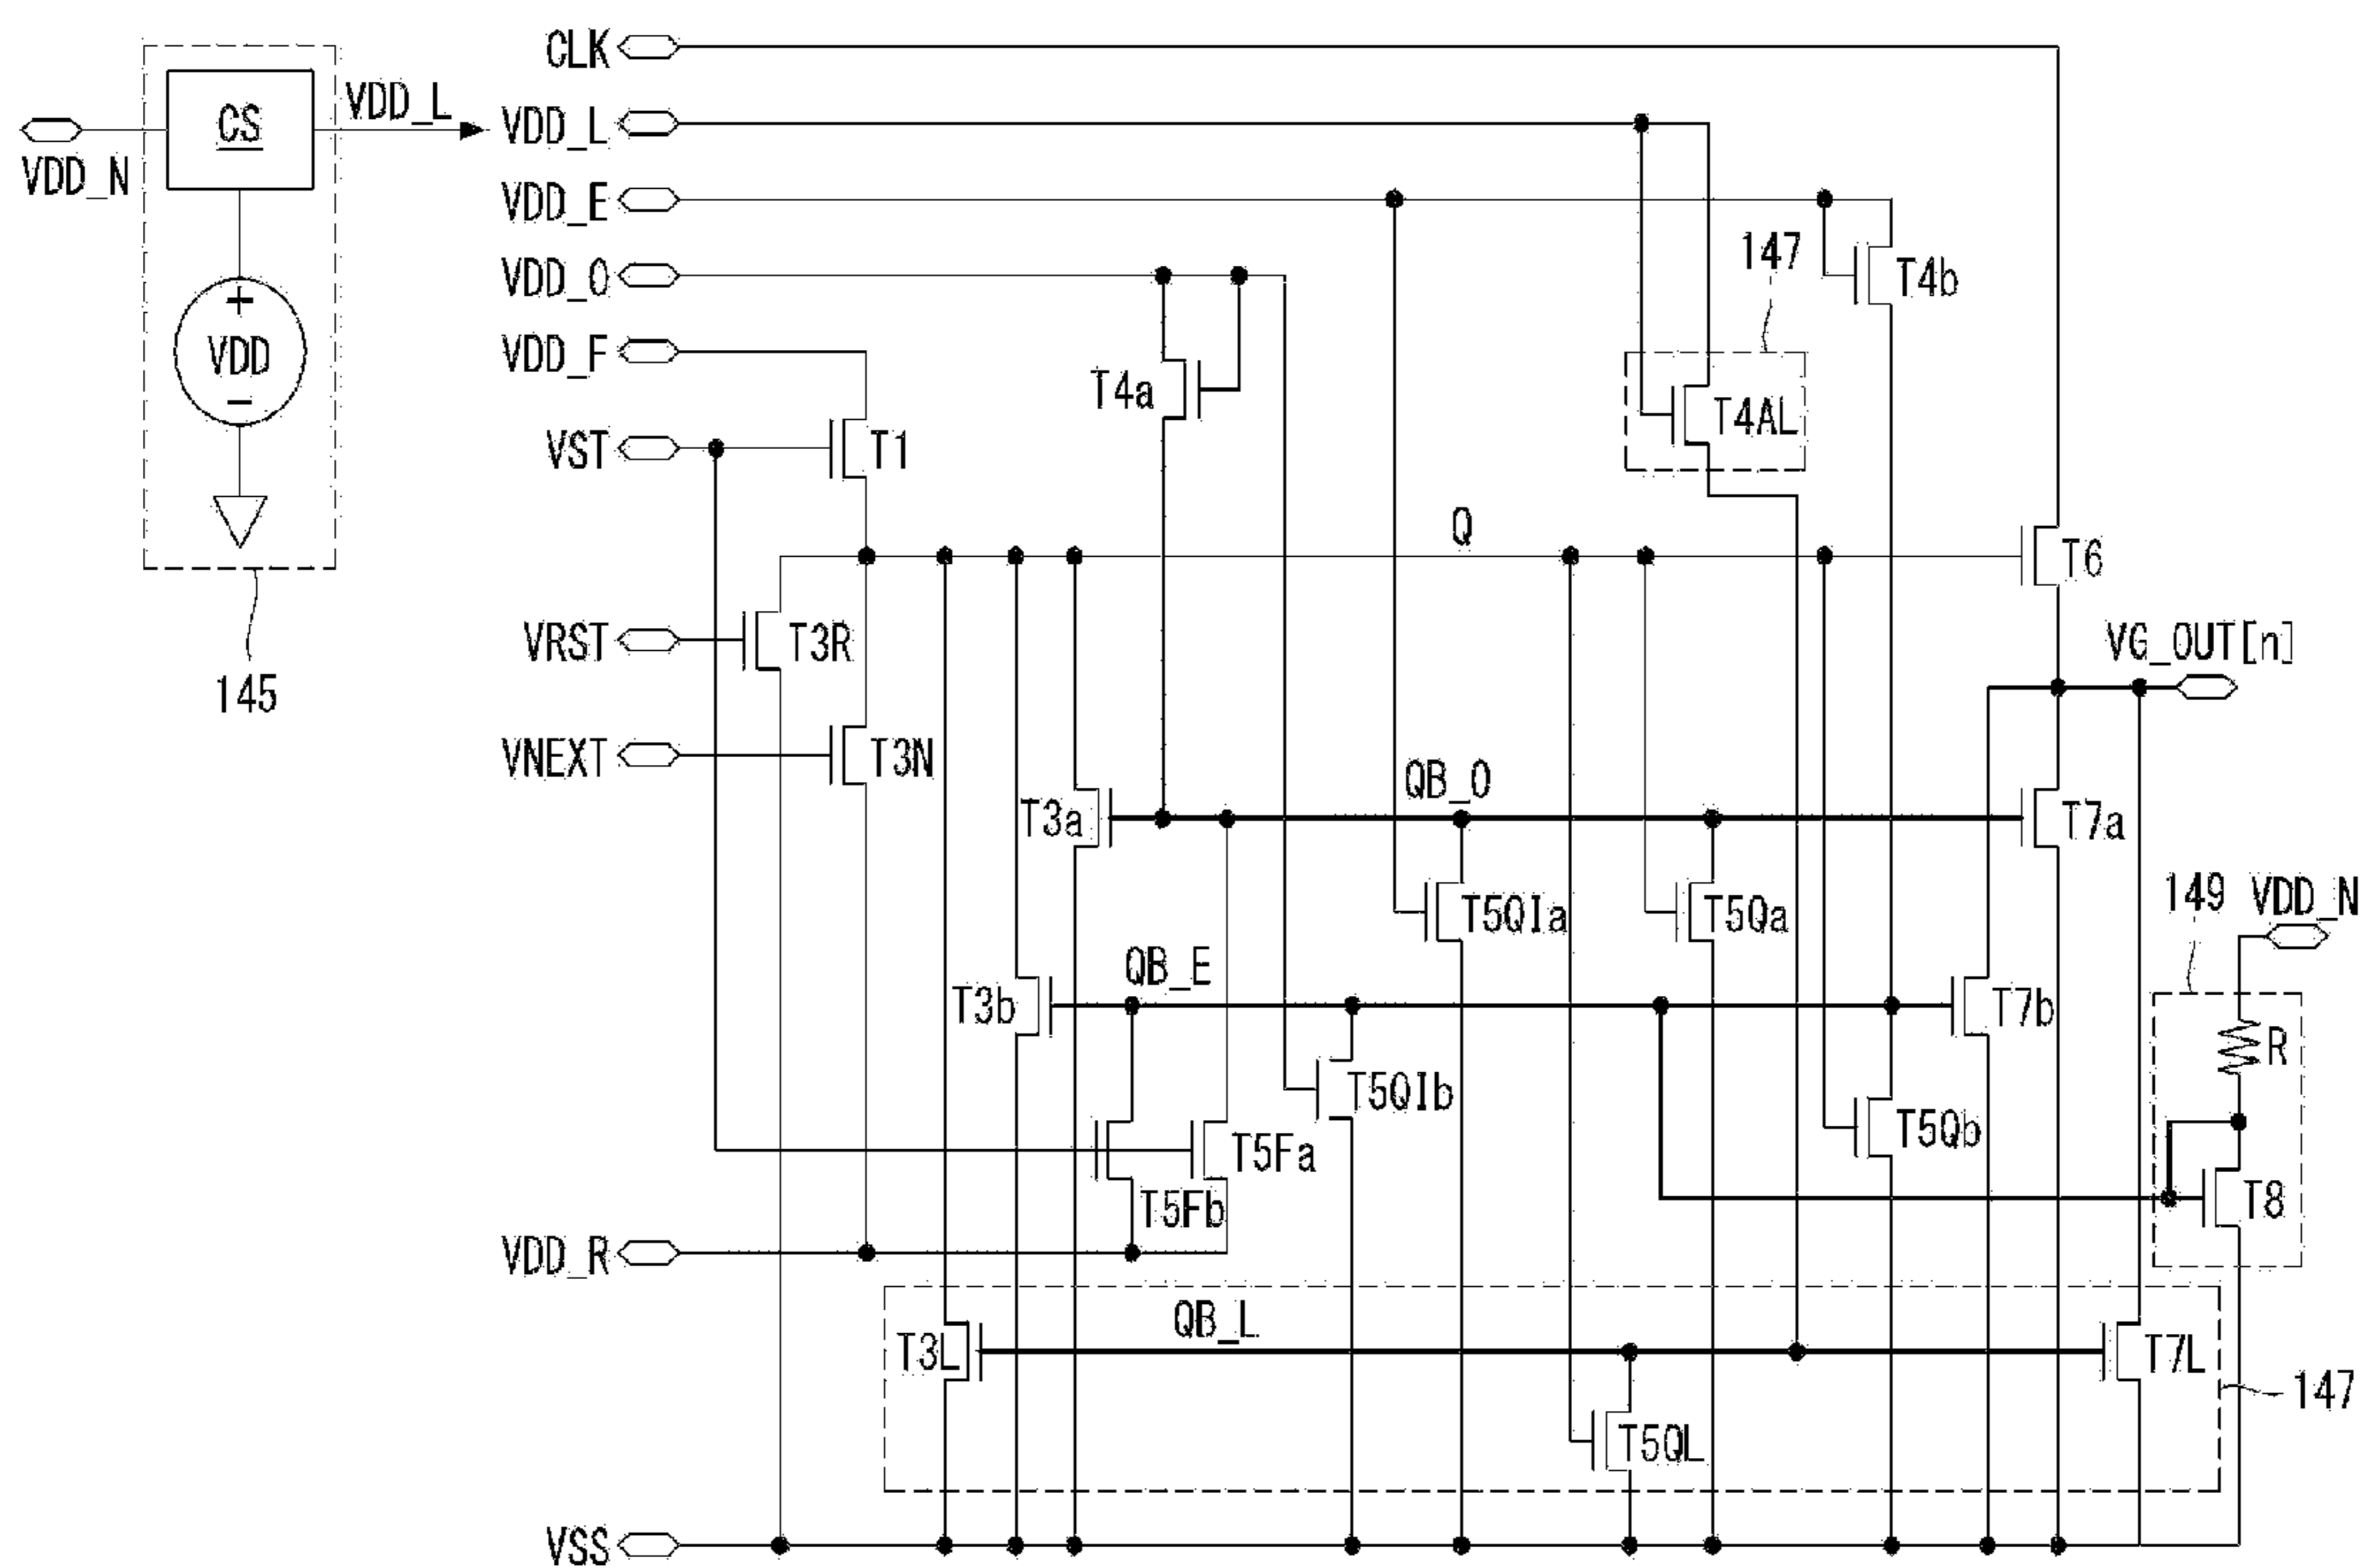 CLK
CS
VDD_L
VDD_L
VDD_N
VDD_E
147
VDD_O
T4b
VDD
VDD_F
T4a
T4AL
VST
T1
Q
T6
VRST
T3R
VG_OUT[n]
145
VNEXT
T3N
QB_O
T3a
T7a
149
VDD_N
T5QIa
T5Qa
QB_E
T3b
T7b
R
T5QIb
T5Fa
T5Qb
T5Fb
T8
VDD_R
QB_L
T3L
T7L
147
T5QL
VSS